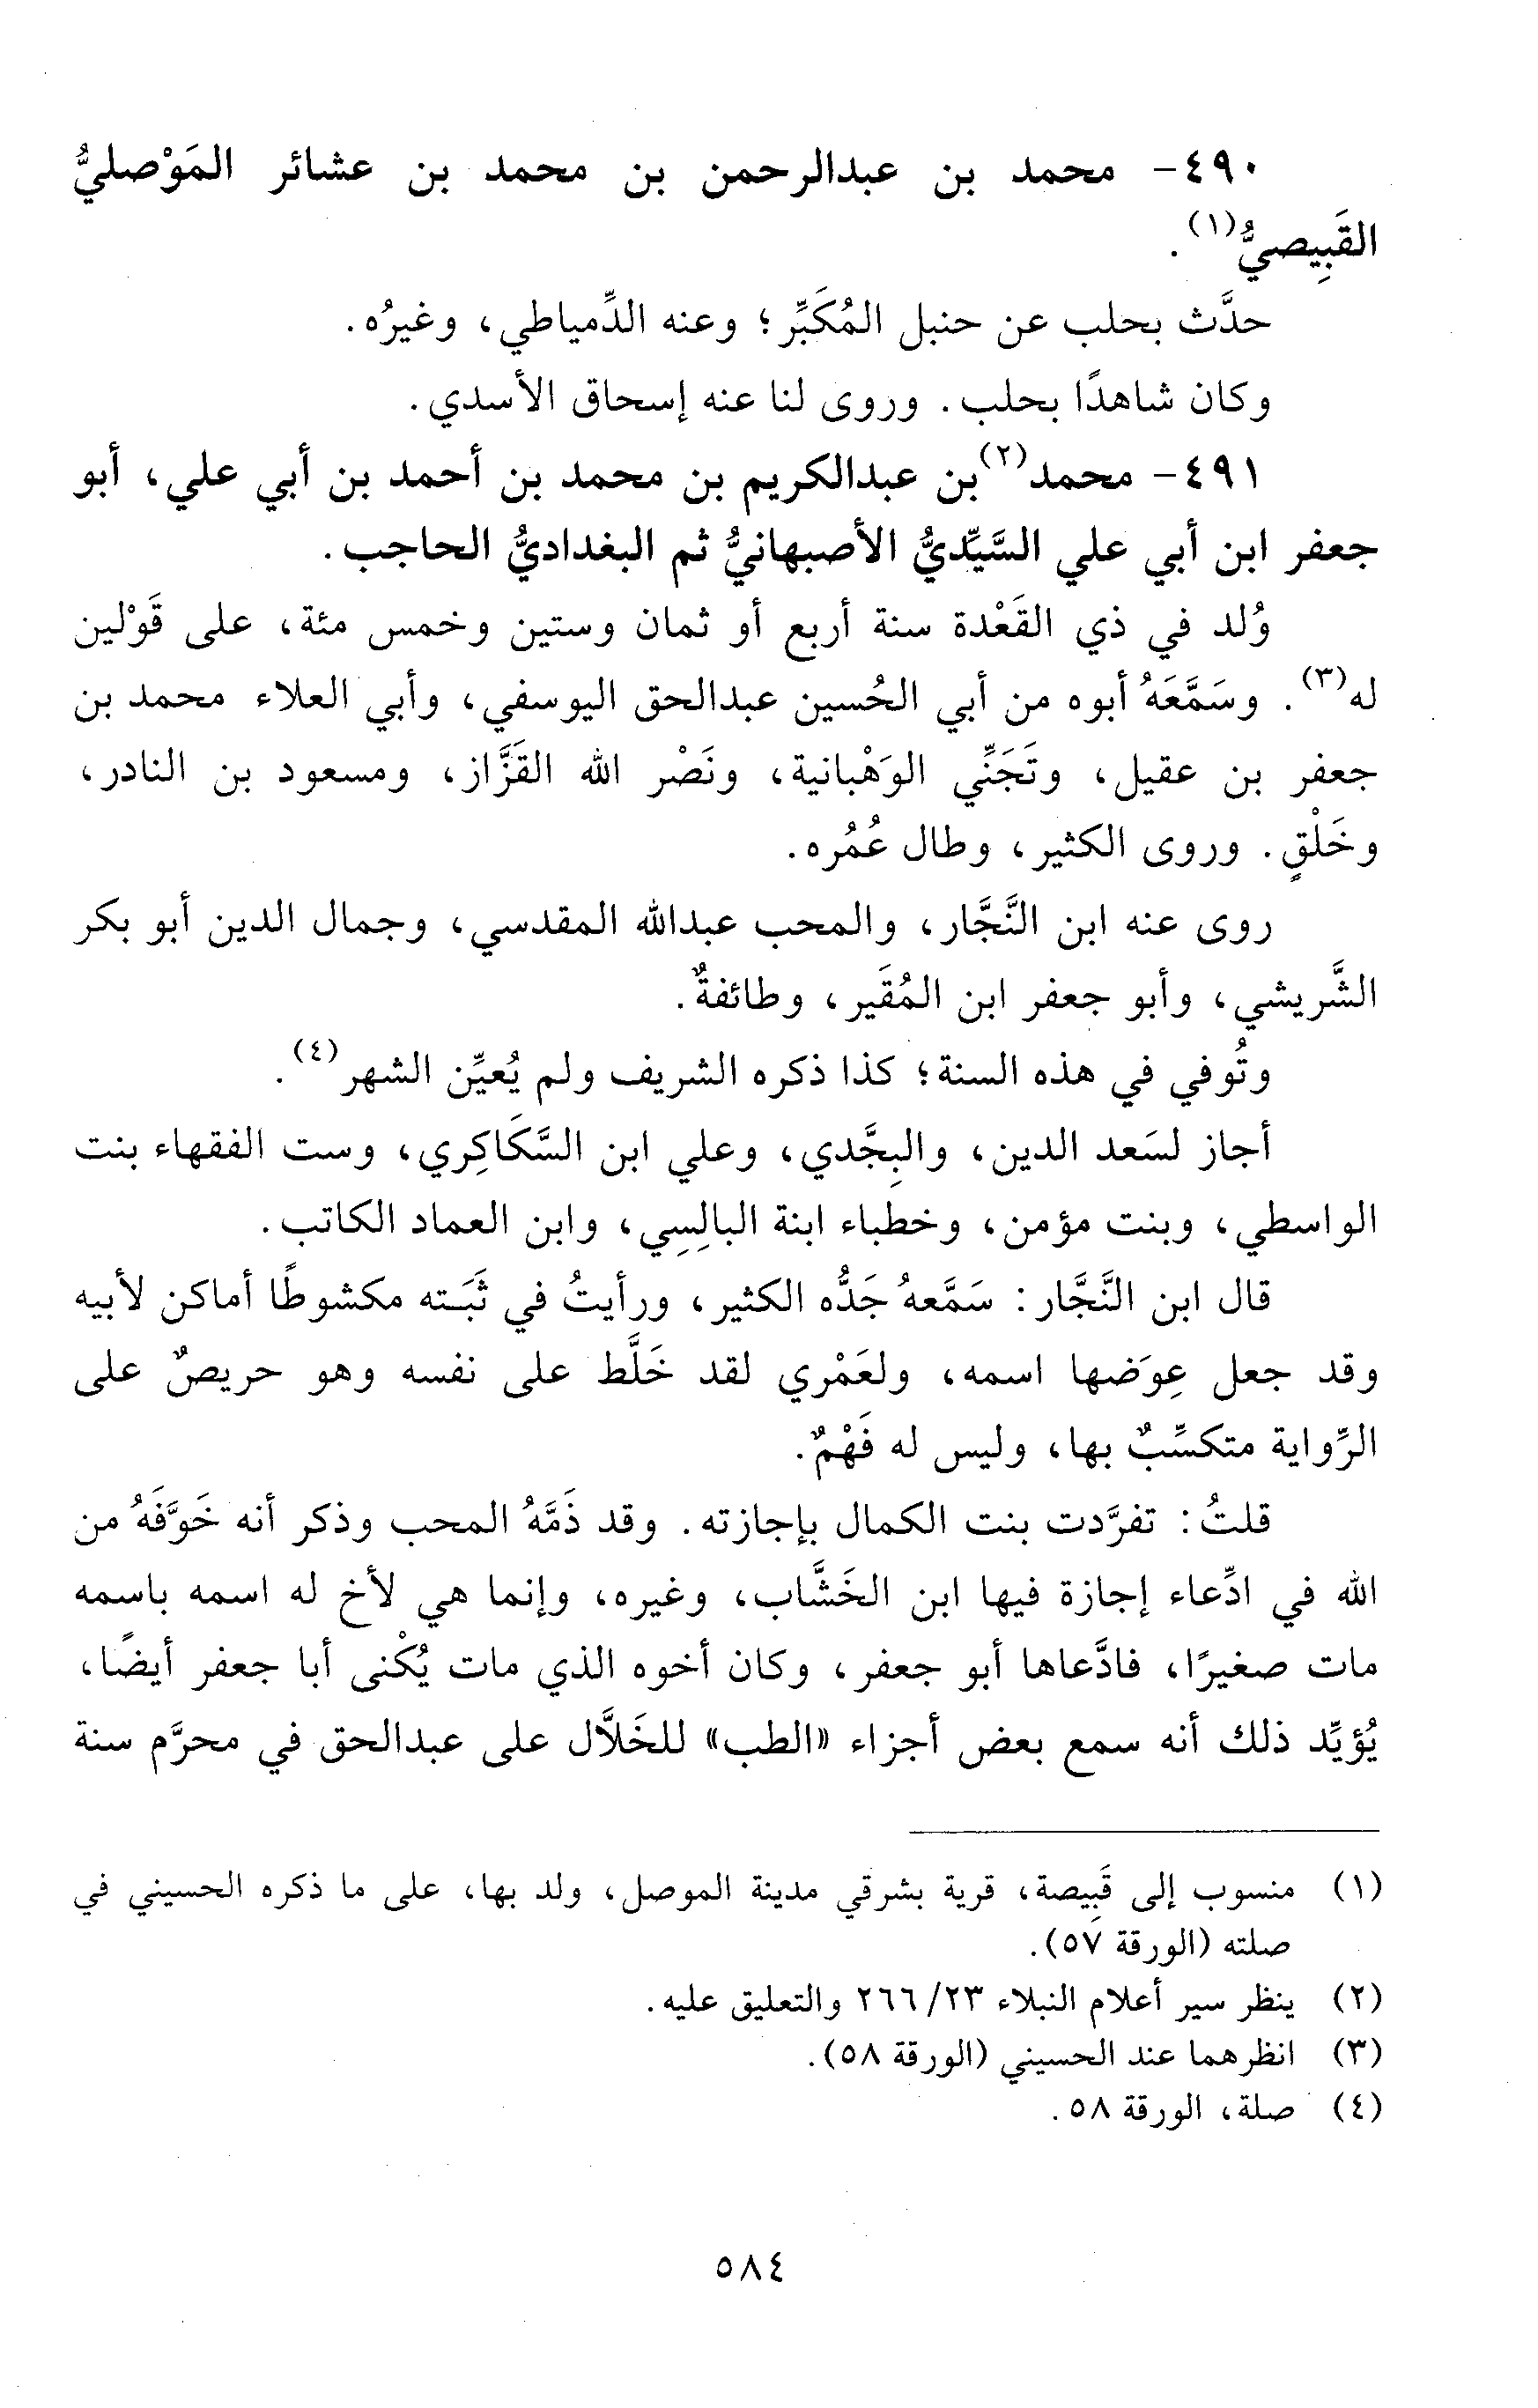 ٤٩٠- محمد بن عبدالرحمن بن محمد بن عشائر المَوْصليُّ
القَبِيصيُّ(١).
حدَّث بحلب عن حنبل المُكَبِّر؛ وعنه الدِّمياطي، وغيرُه.
وكان شاهدًا بحلب. وروى لنا عنه إسحاق الأسدي.
٤٩١- محمد(٢) بن عبدالكريم بن محمد بن أحمد بن أبي علي، أبو
جعفر ابن أبي علي السَّيِّديُّ الأصبهانيُّ ثم البغداديُّ الحاجب.
وُلد في ذي القَعْدة سنة أربع أو ثمان وستين وخمس مئة، على قَوْلين
له(٣). وسَمَّعَهُ أبوه من أبي الحُسين عبدالحق اليوسفي، وأبي العلاء محمد بن
جعفر بن عقيل، وتَجَنِّي الوَهْبانية، ونَصْر الله القَزَّاز، ومسعود بن النادر،
وخَلْقٍ. وروى الكثير، وطال عُمُره.
روى عنه ابن النَّجَّار، والمحب عبدالله المقدسي، وجمال الدين أبو بكر
الشَّريشي، وأبو جعفر ابن المُقَير، وطائفةٌ.
وتُوفي في هذه السنة؛ كذا ذكره الشريف ولم يُعيِّن الشهر(٤).
أجاز لسَعد الدين، والبِجَّدي، وعلي ابن السَّكَاكِري، وست الفقهاء بنت
الواسطي، وبنت مؤمن، وخطباء ابنة البالِسِي، وابن العماد الكاتب.
قال ابن النَّجَّار: سَمَّعهُ جَدُّه الكثير، ورأيتُ في ثَبَـته مكشوطًا أماكن لأبيه
وقد جعل عِوَضها اسمه، ولعَمْري لقد خَلَّط على نفسه وهو حريصٌ على
الرِّواية متكسِّبٌ بها، وليس له فَهْمٌ.
قلتُ: تفرَّدت بنت الكمال بإجازته. وقد ذَمَّهُ المحب وذكر أنه خَوَّفَهُ من
الله في ادِّعاء إجازة فيها ابن الخَشَّاب، وغيره، وإنما هي لأخ له اسمه باسمه
مات صغيرًا، فادَّعاها أبو جعفر، وكان أخوه الذي مات يُكْنى أبا جعفر أيضًا،
يُؤيِّد ذلك أنه سمع بعض أجزاء «الطب» للخَلَّال على عبدالحق في محرَّم سنة
(١) منسوب إلى قَبِيصة، قرية بشرقي مدينة الموصل، ولد بها، على ما ذكره الحسيني في
صلته (الورقة ٥٧).
(٢) ينظر سير أعلام النبلاء ٢٣/ ٢٦٦ والتعليق عليه.
(٣) انظرهما عند الحسيني (الورقة ٥٨).
(٤) صلة، الورقة ٥٨.
٥٨٤